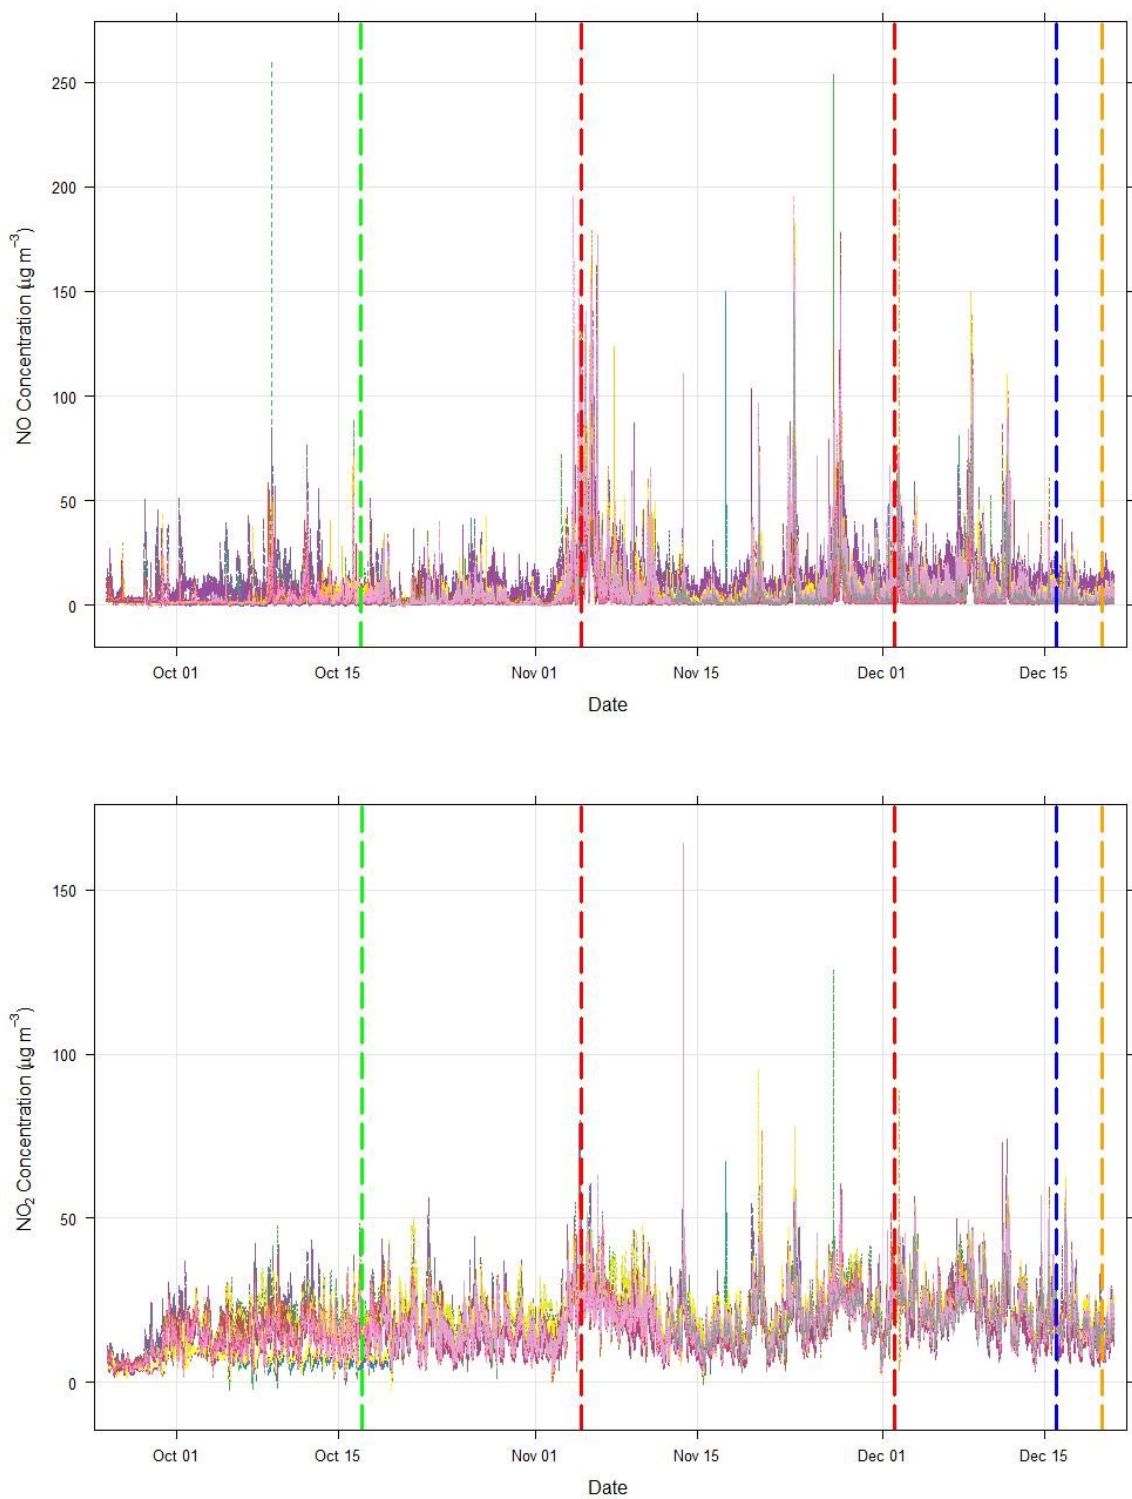 250
200
150
100
50
0
NO Concentration (µg m⁻³)
Oct 01 Oct 15 Nov 01 Nov 15 Dec 01 Dec 15
Date
150
100
50
0
NO₂ Concentration (µg m⁻³)
Oct 01 Oct 15 Nov 01 Nov 15 Dec 01 Dec 15
Date